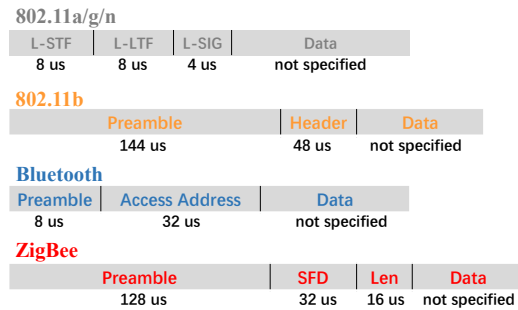 802.11a/g/n
L-STF L-LTF L-SIG Data
8 us 8 us 4 us not specified
802.11b
Preamble Header Data
144 us 48 us not specified
Bluetooth
Preamble Access Address Data
8 us 32 us not specified
ZigBee
Preamble SFD Len Data
128 us 32 us 16 us not specified